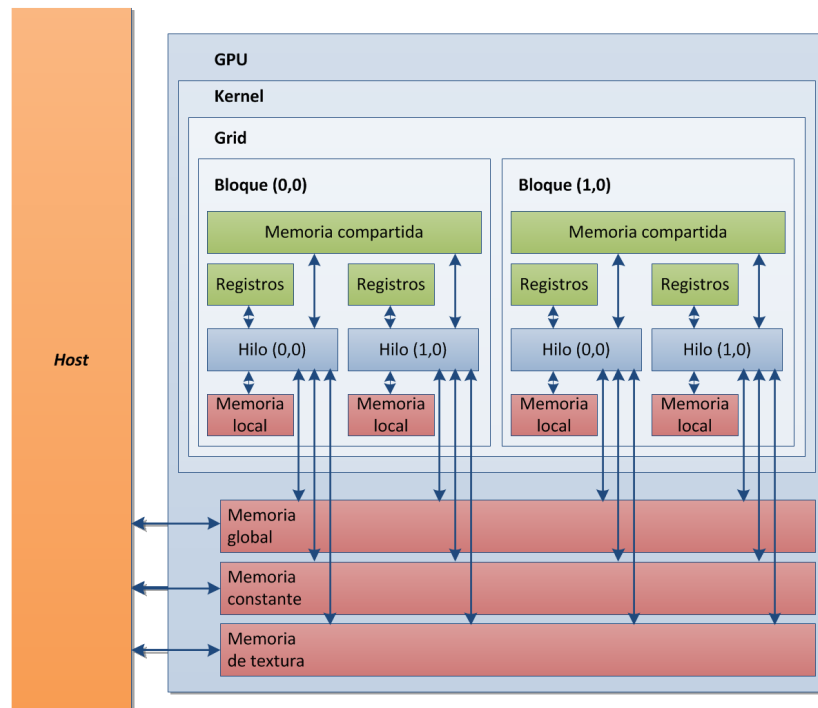 GPU
Kernel
Grid
Bloque (0,0)
Memoria compartida
Registros
Registros
Hilo (0,0)
Hilo (1,0)
Memoria
local
Memoria
local
Bloque (1,0)
Memoria compartida
Registros
Registros
Hilo (0,0)
Hilo (1,0)
Memoria
local
Memoria
local
Host
Memoria
global
Memoria
constante
Memoria
de textura